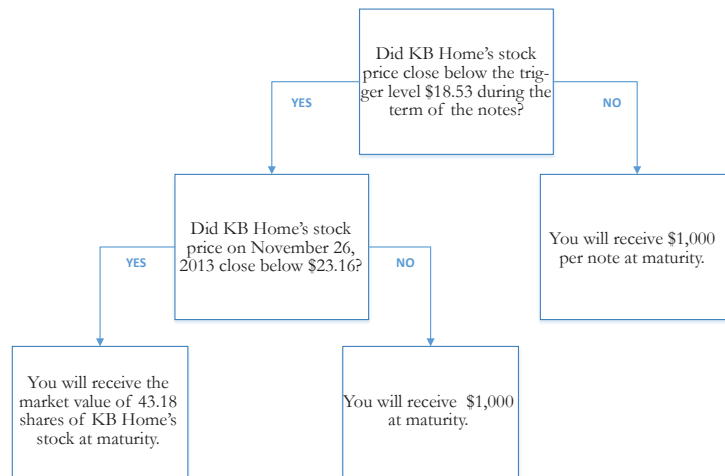 Did KB Home's stock
price close below the trig-
ger level $18.53 during the
term of the notes?
YES
NO
Did KB Home's stock
price on November 26,
2013 close below $23.16?
You will receive $1,000
per note at maturity.
YES
NO
You will receive the
market value of 43.18
shares of KB Home's
stock at maturity.
You will receive $1,000
at maturity.